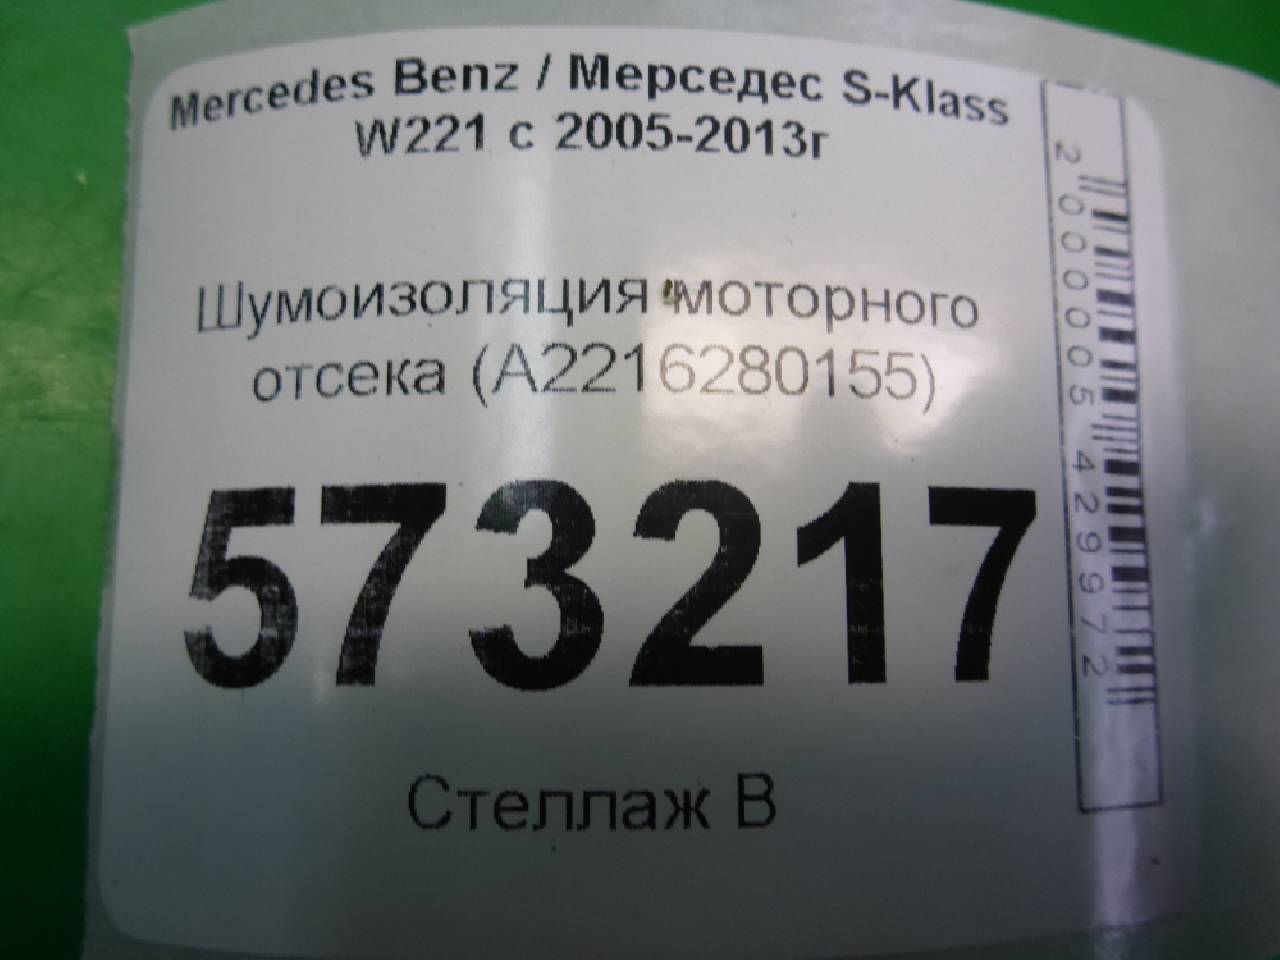 Mercedes Benz / Мерседес S-Klass
W221 с 2005-2013г
Шумоизоляция моторного
отсека (A2216280155)
573217
Стеллаж В
2000005429972